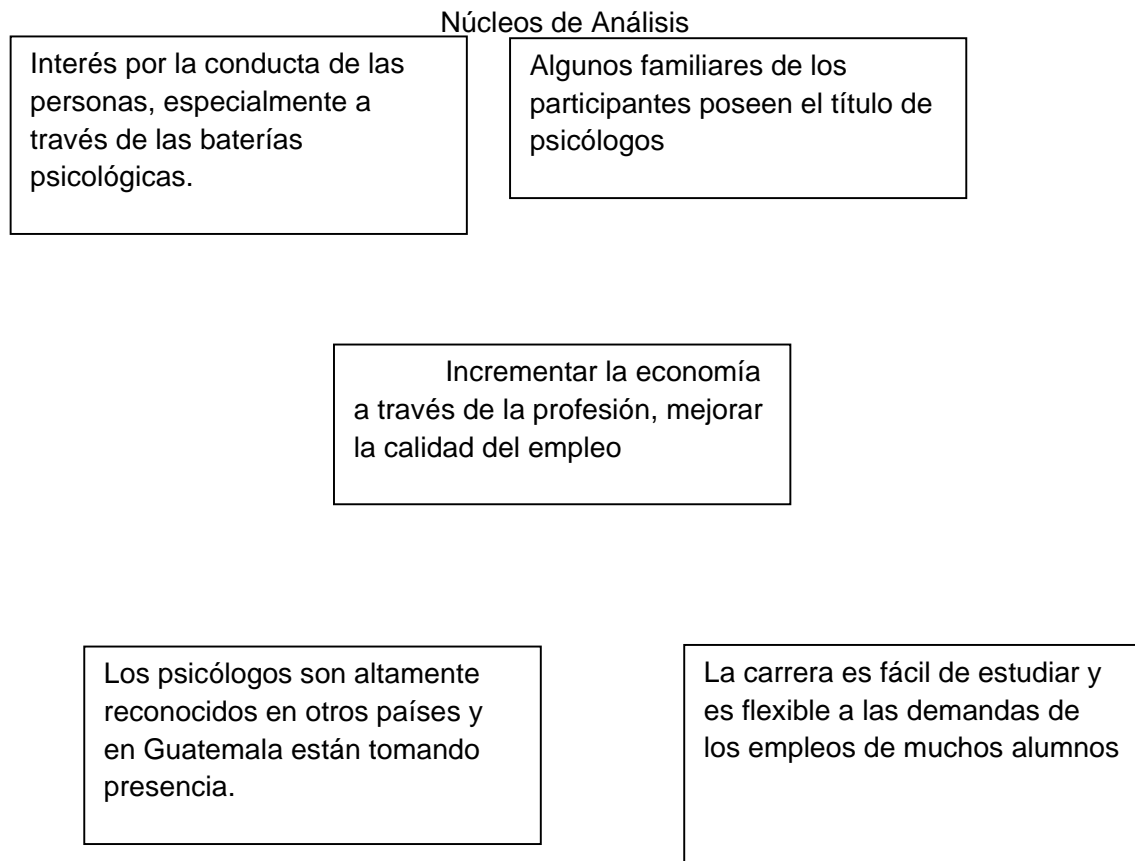 Núcleos de Análisis
Interés por la conducta de las
personas, especialmente a
través de las baterías
psicológicas.
Algunos familiares de los
participantes poseen el título de
psicólogos
Incrementar la economía
a través de la profesión, mejorar
la calidad del empleo
Los psicólogos son altamente
reconocidos en otros países y
en Guatemala están tomando
presencia.
La carrera es fácil de estudiar y
es flexible a las demandas de
los empleos de muchos alumnos